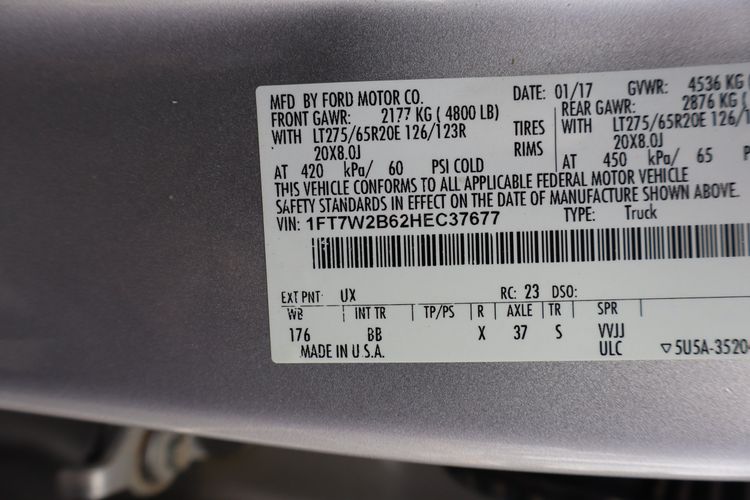 MFD BY FORD MOTOR CO. DATE: 01/17 GVWR: 4536 KG (
FRONT GAWR: 2177 KG ( 4800 LB) REAR GAWR: 2876 KG (
WITH LT275/65R20E 126/123R TIRES WITH LT275/65R20E 126/12
20X8.0J RIMS 20X8.0J
AT 420 kPa/ 60 PSI COLD AT 450 kPa/ 65
THIS VEHICLE CONFORMS TO ALL APPLICABLE FEDERAL MOTOR VEHICLE
SAFETY STANDARDS IN EFFECT ON THE DATE OF MANUFACTURE SHOWN ABOVE.
VIN: 1FT7W2B62HEC37677 TYPE: Truck
EXT PNT: UX RC: 23 DSO:
WB INT TR TP/PS R AXLE TR SPR
176 BB X 37 S VVJJ
MADE IN U.S.A. ULC ▽5U5A-3520